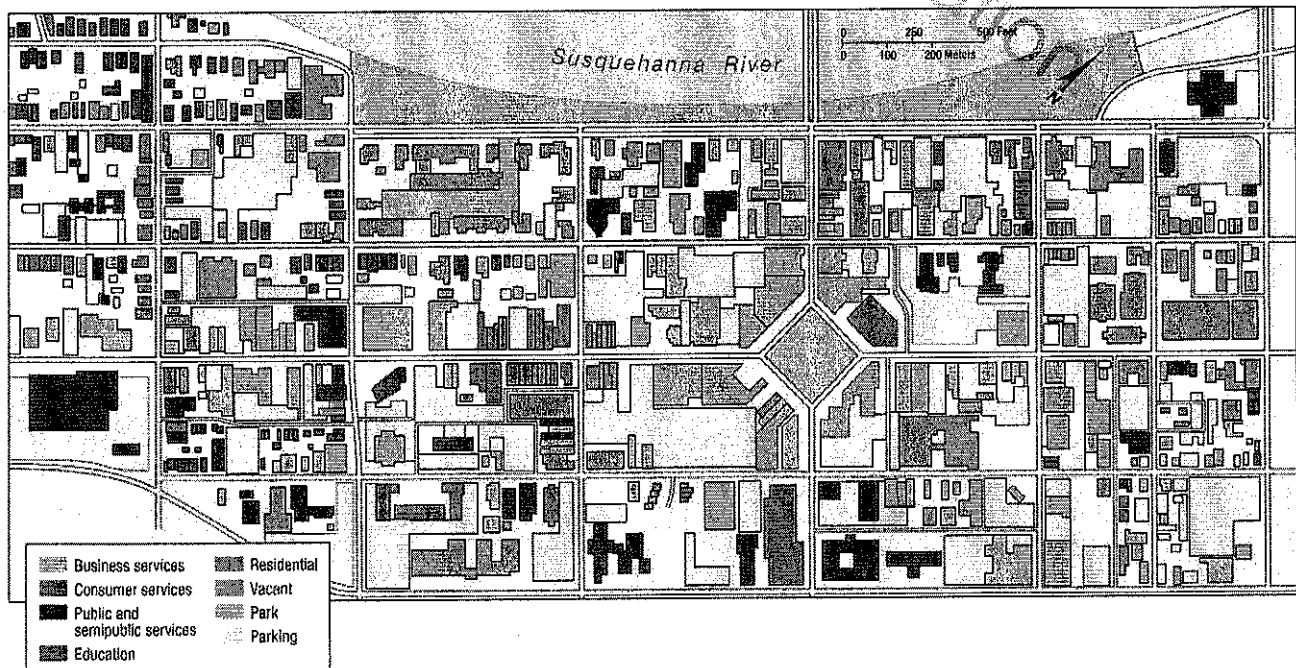 0 250 500 Feet
0 100 200 Meters
Susquehanna River
N
Business services
Consumer services
Public and
semipublic services
Education
Residential
Vacant
Park
Parking